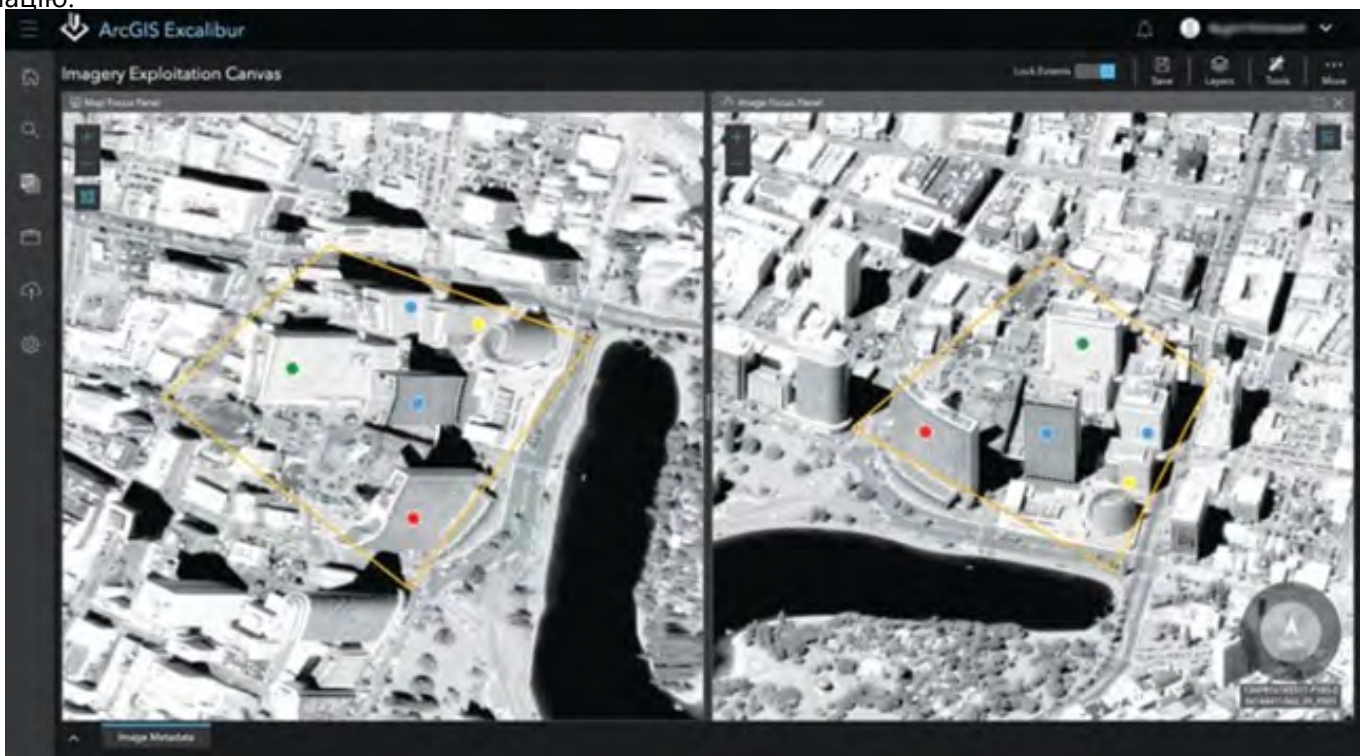 ArcGIS Excalibur
Imagery Exploitation Canvas
Lock Extents
Save
Layers
Tools
More
Map Focus Panel
Image Focus Panel
Image Metadata